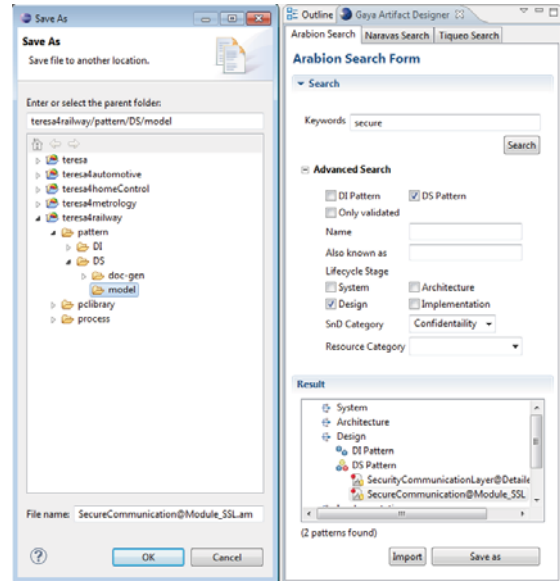 Save As
Save As
Save file to another location.
Enter or select the parent folder:
teresa4railway/pattern/DS/model
teresa
teresa4automotive
teresa4homeControl
teresa4metrology
teresa4railway
pattern
DI
DS
doc-gen
model
pclibrary
process
File name: SecureCommunication@Module_SSL.am
OK Cancel
Outline Gaya Artifact Designer
Arabion Search Naravas Search Tiqueo Search
Arabion Search Form
Search
Keywords secure
Search
Advanced Search
DI Pattern DS Pattern
Only validated
Name
Also known as
Lifecycle Stage
System Architecture
Design Implementation
SnD Category Confidentaility
Resource Category
Result
System
Architecture
Design
DI Pattern
DS Pattern
SecurityCommunicationLayer@Detaile
SecureCommunication@Module_SSL
(2 patterns found)
Import Save as